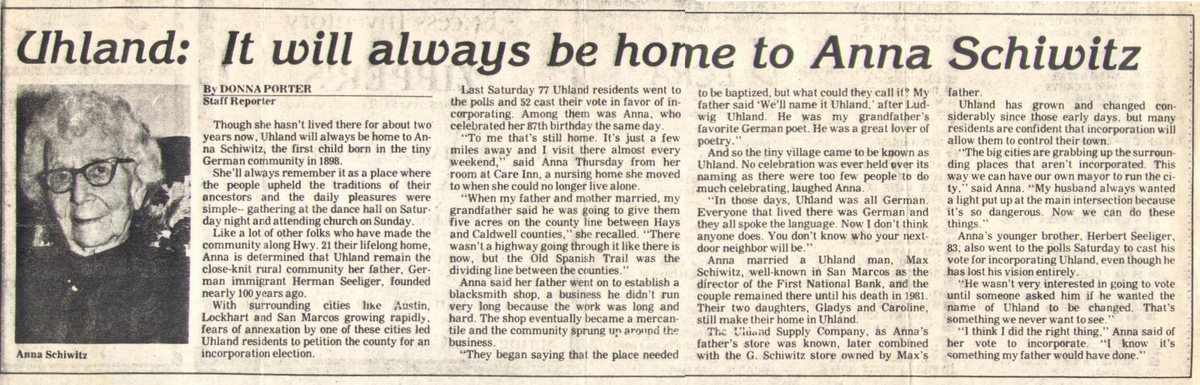 Uhland: It will always be home to Anna Schiwitz
Anna Schiwitz
By DONNA PORTER
Staff Reporter
Though she hasn't lived there for about two
years now, Uhland will always be home to An-
na Schiwitz, the first child born in the tiny
German community in 1898.
She'll always remember it as a place where
the people upheld the traditions of their
ancestors and the daily pleasures were
simple-- gathering at the dance hall on Satur-
day night and attending church on Sunday.
Like a lot of other folks who have made the
community along Hwy. 21 their lifelong home,
Anna is determined that Uhland remain the
close-knit rural community her father, Ger-
man immigrant Herman Seeliger, founded
nearly 100 years ago.
With surrounding cities like Austin,
Lockhart and San Marcos growing rapidly,
fears of annexation by one of these cities led
Uhland residents to petition the county for an
incorporation election.
Last Saturday 77 Uhland residents went to
the polls and 52 cast their vote in favor of in-
corporating. Among them was Anna, who
celebrated her 87th birthday the same day.
"To me that's still home. It's just a few
miles away and I visit there almost every
weekend," said Anna Thursday from her
room at Care Inn, a nursing home she moved
to when she could no longer live alone.
"When my father and mother married, my
grandfather said he was going to give them
five acres on the county line between Hays
and Caldwell counties," she recalled. "There
wasn't a highway going through it like there is
now, but the Old Spanish Trail was the
dividing line between the counties."
Anna said her father went on to establish a
blacksmith shop, a business he didn't run
very long because the work was long and
hard. The shop eventually became a mercan-
tile and the community sprung up around the
business.
"They began saying that the place needed
to be baptized, but what could they call it? My
father said 'We'll name it Uhland,' after Lud-
wig Uhland. He was my grandfather's
favorite German poet. He was a great lover of
poetry."
And so the tiny village came to be known as
Uhland. No celebration was ever held over its
naming as there were too few people to do
much celebrating, laughed Anna.
"In those days, Uhland was all German.
Everyone that lived there was German and
they all spoke the language. Now I don't think
anyone does. You don't know who your next-
door neighbor will be."
Anna married a Uhland man, Max
Schiwitz, well-known in San Marcos as the
director of the First National Bank, and the
couple remained there until his death in 1981.
Their two daughters, Gladys and Caroline,
still make their home in Uhland.
The Uhland Supply Company, as Anna's
father's store was known, later combined
with the G. Schiwitz store owned by Max's
father.
Uhland has grown and changed con-
siderably since those early days, but many
residents are confident that incorporation will
allow them to control their town.
"The big cities are grabbing up the surroun-
ding places that aren't incorporated. This
way we can have our own mayor to run the ci-
ty," said Anna. "My husband always wanted
a light put up at the main intersection because
it's so dangerous. Now we can do these
things."
Anna's younger brother, Herbert Seeliger,
83, also went to the polls Saturday to cast his
vote for incorporating Uhland, even though he
has lost his vision entirely.
"He wasn't very interested in going to vote
until someone asked him if he wanted the
name of Uhland to be changed. That's
something we never want to see."
"I think I did the right thing," Anna said of
her vote to incorporate. "I know it's
something my father would have done."